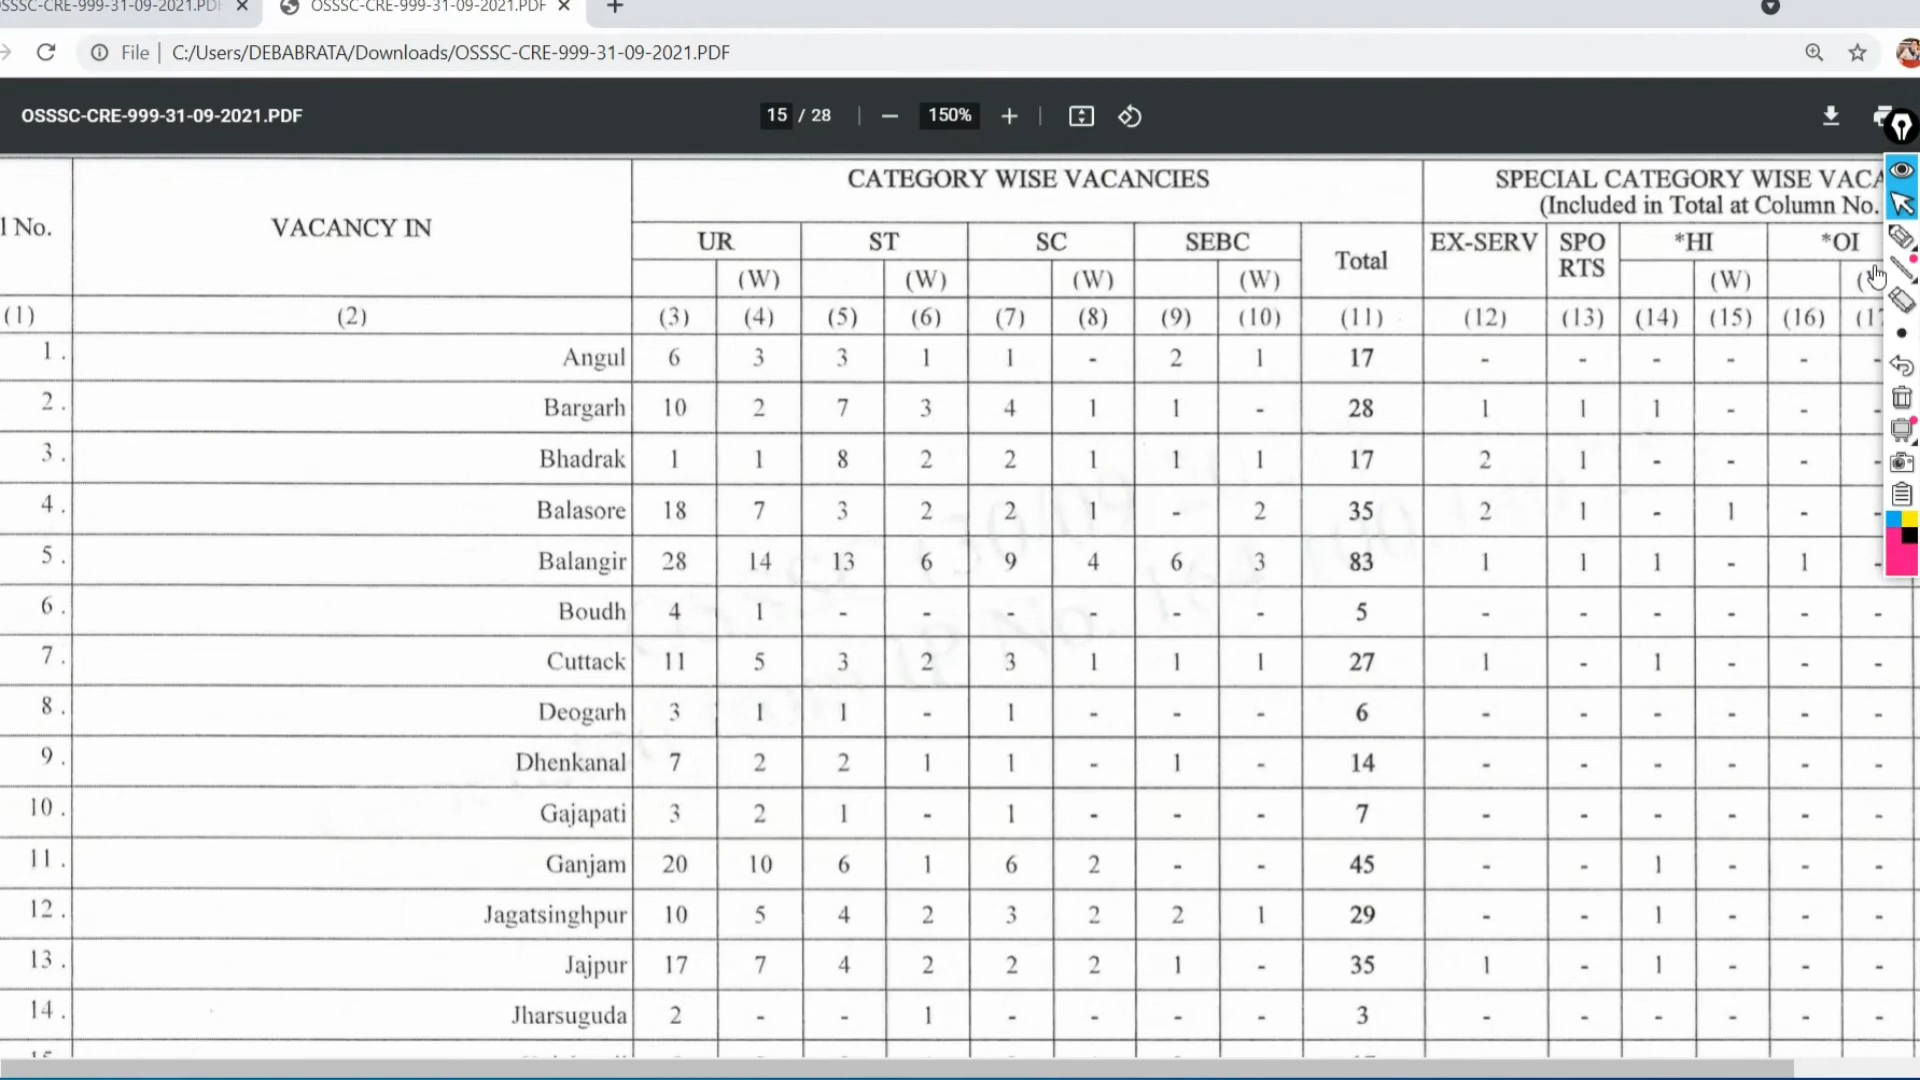 SSSC-CRE-999-31-09-2021.PDF OSSSC-CRE-999-31-09-2021.PDF
File C:/Users/DEBABRATA/Downloads/OSSSC-CRE-999-31-09-2021.PDF
OSSSC-CRE-999-31-09-2021.PDF 15 / 28 150%
CATEGORY WISE VACANCIES SPECIAL CATEGORY WISE VACA
(Included in Total at Column No.
l No. VACANCY IN UR ST SC SEBC Total EX-SERV SPO RTS *HI *OI
(W) (W) (W) (W) (W)
(1) (2) (3) (4) (5) (6) (7) (8) (9) (10) (11) (12) (13) (14) (15) (16) (17
1. Angul 6 3 3 1 1 - 2 1 17 - - - - - -
2. Bargarh 10 2 7 3 4 1 1 - 28 1 1 1 - - -
3. Bhadrak 1 1 8 2 2 1 1 1 17 2 1 - - - -
4. Balasore 18 7 3 2 2 1 - 2 35 2 1 - 1 - -
5. Balangir 28 14 13 6 9 4 6 3 83 1 1 1 - 1 -
6. Boudh 4 1 - - - - - - 5 - - - - - -
7. Cuttack 11 5 3 2 3 1 1 1 27 1 - 1 - - -
8. Deogarh 3 1 1 - 1 - - - 6 - - - - - -
9. Dhenkanal 7 2 2 1 1 - 1 - 14 - - - - - -
10. Gajapati 3 2 1 - 1 - - - 7 - - - - - -
11. Ganjam 20 10 6 1 6 2 - - 45 - - 1 - - -
12. Jagatsinghpur 10 5 4 2 3 2 2 1 29 - - 1 - - -
13. Jajpur 17 7 4 2 2 2 1 - 35 1 - 1 - - -
14. Jharsuguda 2 - - 1 - - - - 3 - - - - - -